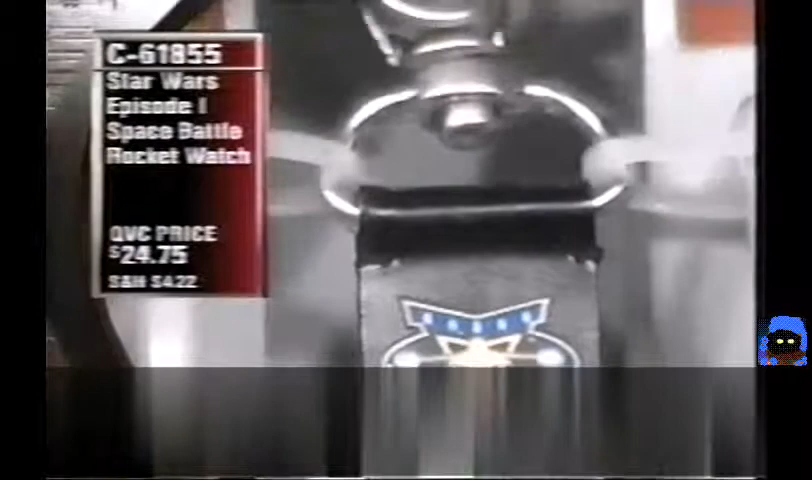 C-61855
Star Wars
Episode I
Space Battle
Rocket Watch
QVC PRICE
$24.75
S&H $4.22